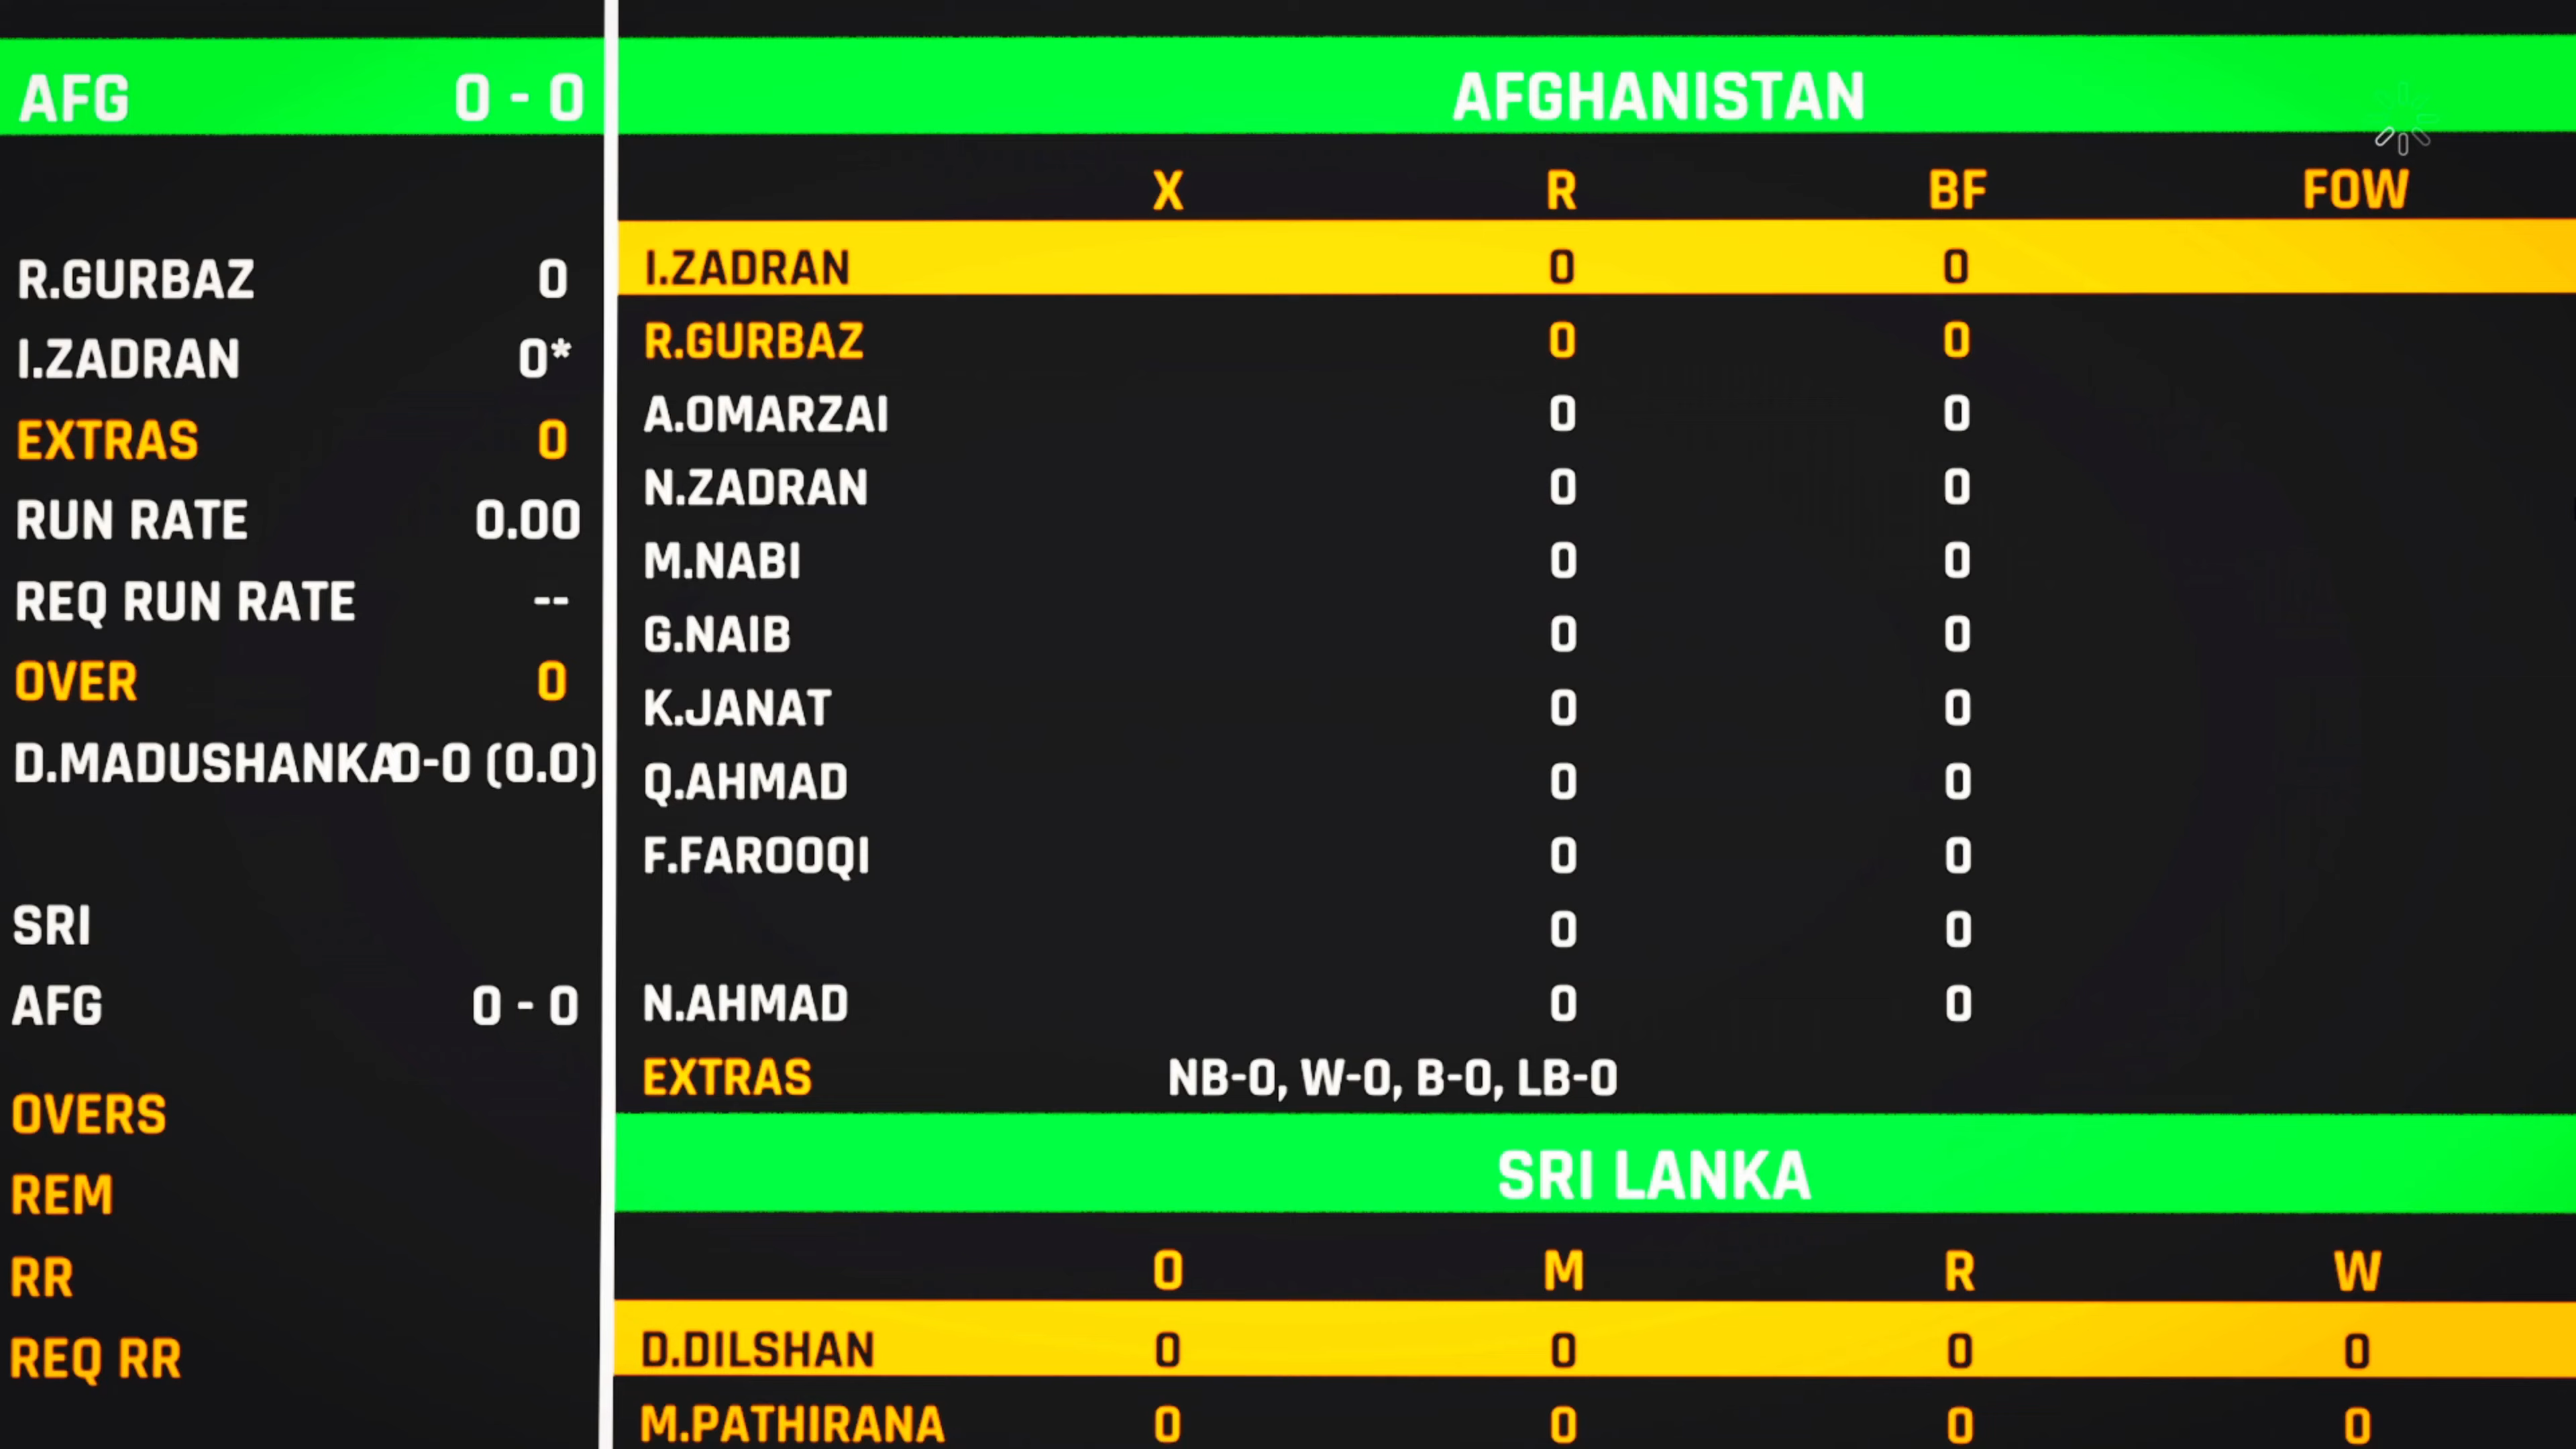 AFG 0 - 0
R.GURBAZ 0
I.ZADRAN 0*
EXTRAS 0
RUN RATE 0.00
REQ RUN RATE --
OVER 0
D.MADUSHANKA 0-0 (0.0)
SRI
AFG 0 - 0
OVERS
REM
RR
REQ RR
AFGHANISTAN
X R BF FOW
I.ZADRAN 0 0
R.GURBAZ 0 0
A.OMARZAI 0 0
N.ZADRAN 0 0
M.NABI 0 0
G.NAIB 0 0
K.JANAT 0 0
Q.AHMAD 0 0
F.FAROOQI 0 0
0 0
N.AHMAD 0 0
EXTRAS NB-0, W-0, B-0, LB-0
SRI LANKA
O M R W
D.DILSHAN 0 0 0 0
M.PATHIRANA 0 0 0 0